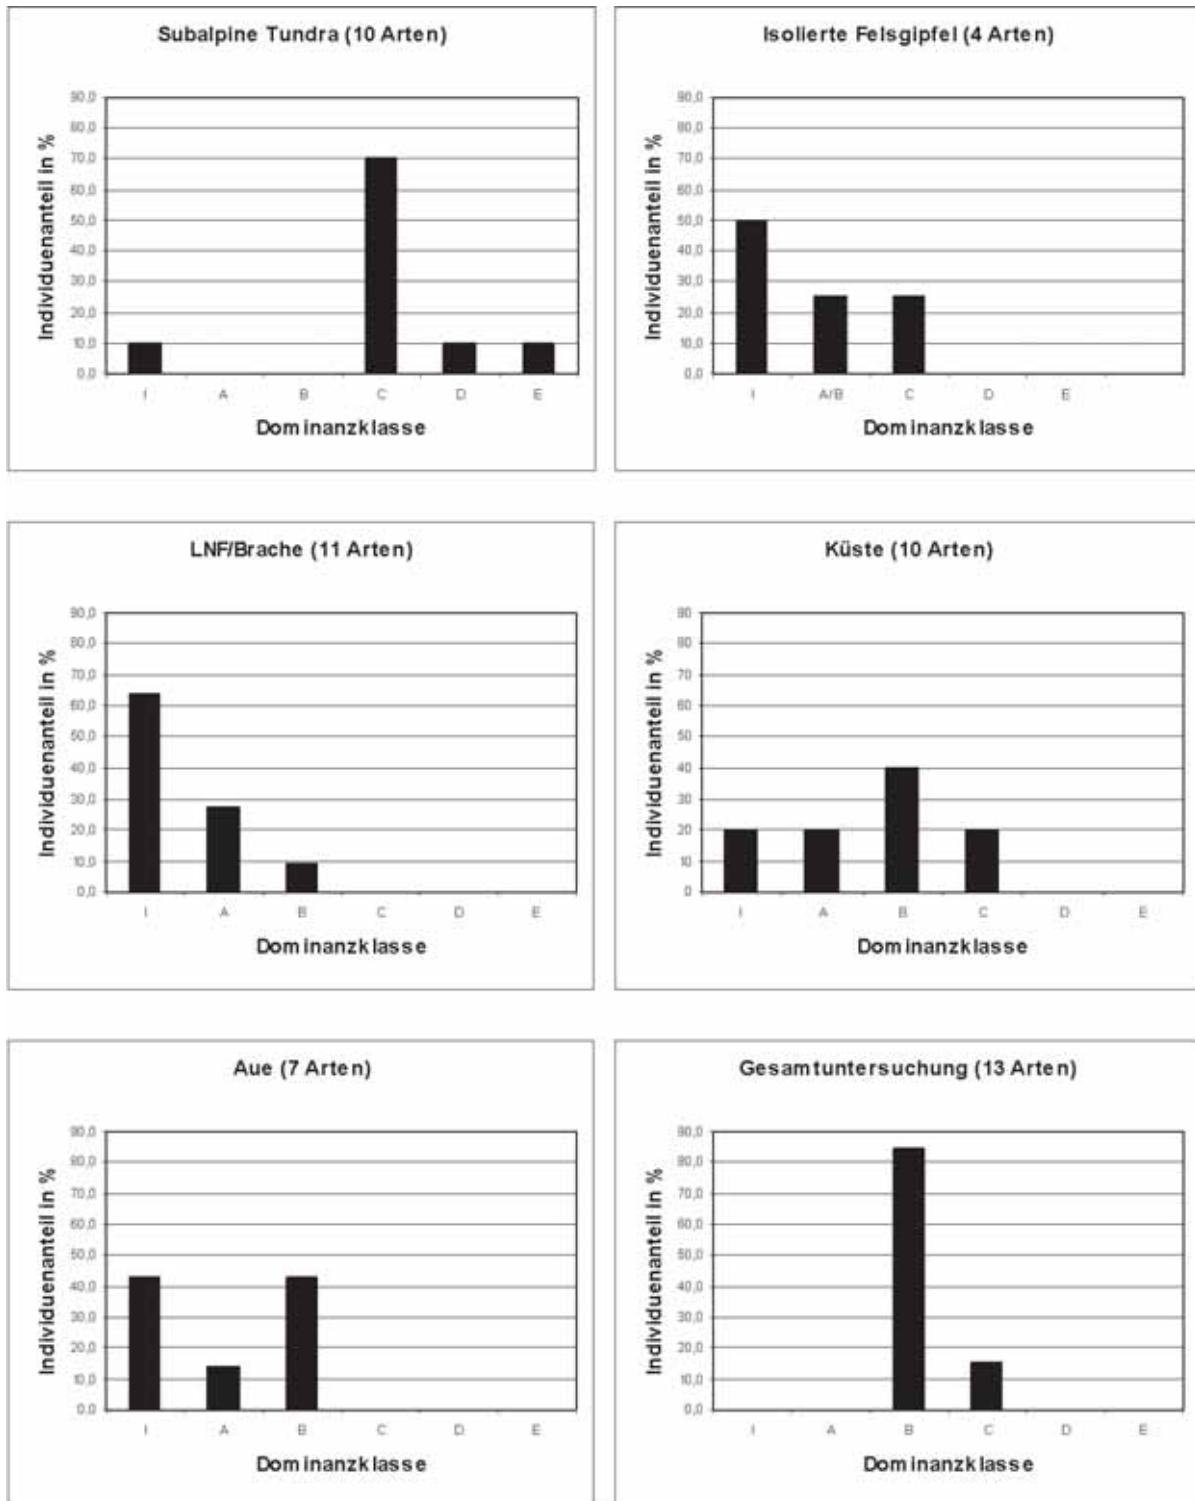 Subalpine Tundra (10 Arten)
Individuenanteil in %
90,0
80,0
70,0
60,0
50,0
40,0
30,0
20,0
10,0
0,0
I A B C D E
Dominanzklasse
Isolierte Felsgipfel (4 Arten)
Individuenanteil in %
90,0
80,0
70,0
60,0
50,0
40,0
30,0
20,0
10,0
0,0
I A/B C D E
Dominanzklasse
LNF/Brache (11 Arten)
Individuenanteil in %
90,0
80,0
70,0
60,0
50,0
40,0
30,0
20,0
10,0
0,0
I A B C D E
Dominanzklasse
Küste (10 Arten)
Individuenanteil in %
90
80
70
60
50
40
30
20
10
0
I A B C D E
Dominanzklasse
Aue (7 Arten)
Individuenanteil in %
90,0
80,0
70,0
60,0
50,0
40,0
30,0
20,0
10,0
0,0
I A B C D E
Dominanzklasse
Gesamtuntersuchung (13 Arten)
Individuenanteil in %
90,0
80,0
70,0
60,0
50,0
40,0
30,0
20,0
10,0
0,0
I A B C D E
Dominanzklasse